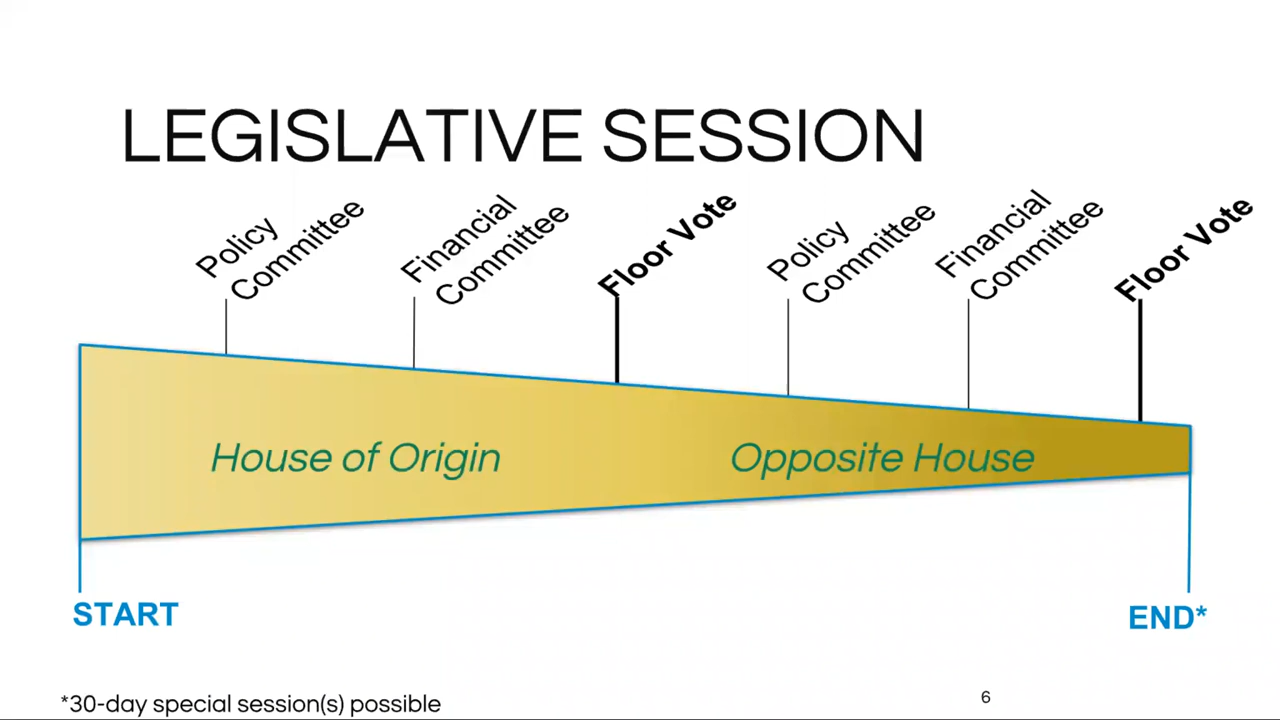 LEGISLATIVE SESSION
Policy
Committee
Financial
Committee
Floor Vote
Policy
Committee
Financial
Committee
Floor Vote
House of Origin
Opposite House
START
END*
*30-day special session(s) possible
6